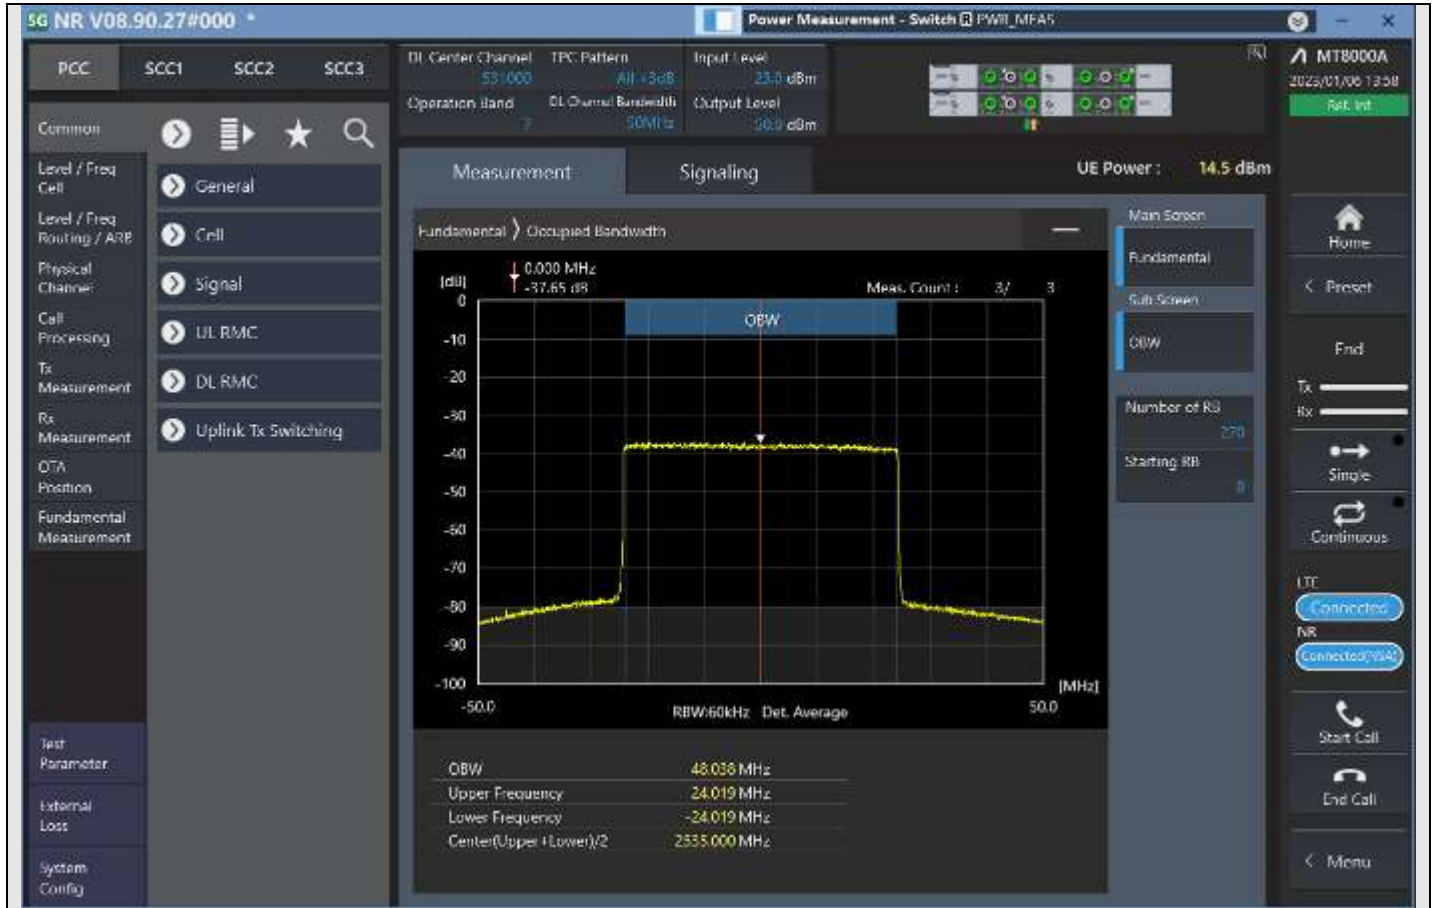 5G NR V08.90.27#000 *
Power Measurement - Switch PWR_MEAS
PCC
SCC1
SCC2
SCC3
DL Center Channel
531000
TPC Pattern
All +3dB
Input Level
23.0 dBm
Operation Band
7
DL Channel Bandwidth
50MHz
Output Level
50.0 dBm
MT8000A
2023/01/06 13:58
Ref. Int
Common
Level / Freq
Cell
Level / Freq
Routing / ARB
Physical
Channel
Call
Processing
Tx
Measurement
Rx
Measurement
OTA
Position
Fundamental
Measurement
Test
Parameter
External
Loss
System
Config
General
Cell
Signal
UL RMC
DL RMC
Uplink Tx Switching
Measurement
Signaling
UE Power : 14.5 dBm
Fundamental > Occupied Bandwidth
[dB]
0.000 MHz
-37.65 dB
Meas. Count : 3/ 3
OBW
0
-10
-20
-30
-40
-50
-60
-70
-80
-90
-100
[MHz]
-50.0
RBW:60kHz Det. Average
50.0
OBW 48.038 MHz
Upper Frequency 24.019 MHz
Lower Frequency -24.019 MHz
Center(Upper+Lower)/2 2535.000 MHz
Main Screen
Fundamental
Sub Screen
OBW
Number of RB
270
Starting RB
0
Home
< Preset
End
Tx
Rx
Single
Continuous
LTE
Connected
NR
Connected(NSA)
Start Call
End Call
< Menu